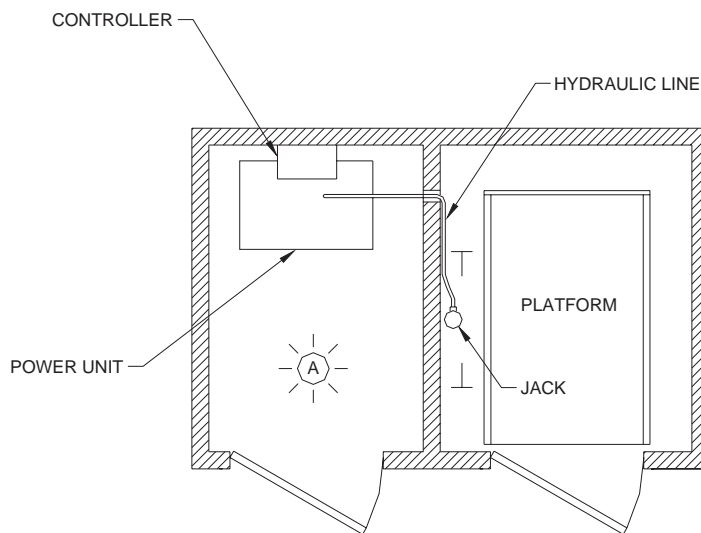 CONTROLLER
HYDRAULIC LINE
PLATFORM
POWER UNIT
A
JACK